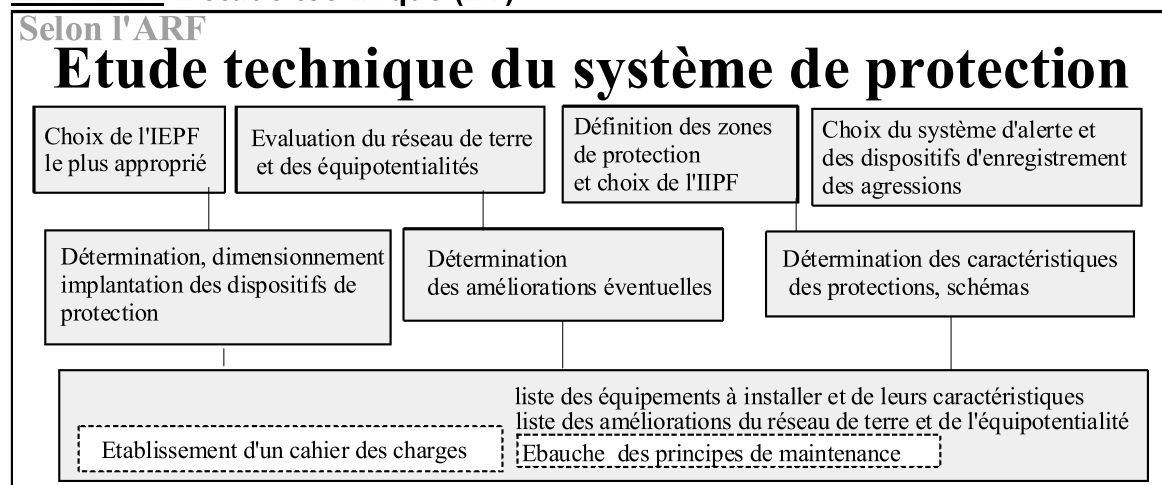 Selon l'ARF
Etude technique du système de protection
Choix de l'IEPF
le plus approprié
Evaluation du réseau de terre
et des équipotentialités
Définition des zones
de protection
et choix de l'IIPF
Choix du système d'alerte et
des dispositifs d'enregistrement
des agressions
Détermination, dimensionnement
implantation des dispositifs de
protection
Détermination
des améliorations éventuelles
Détermination des caractéristiques
des protections, schémas
liste des équipements à installer et de leurs caractéristiques
liste des améliorations du réseau de terre et de l'équipotentialité
Etablissement d'un cahier des charges
Ebauche des principes de maintenance